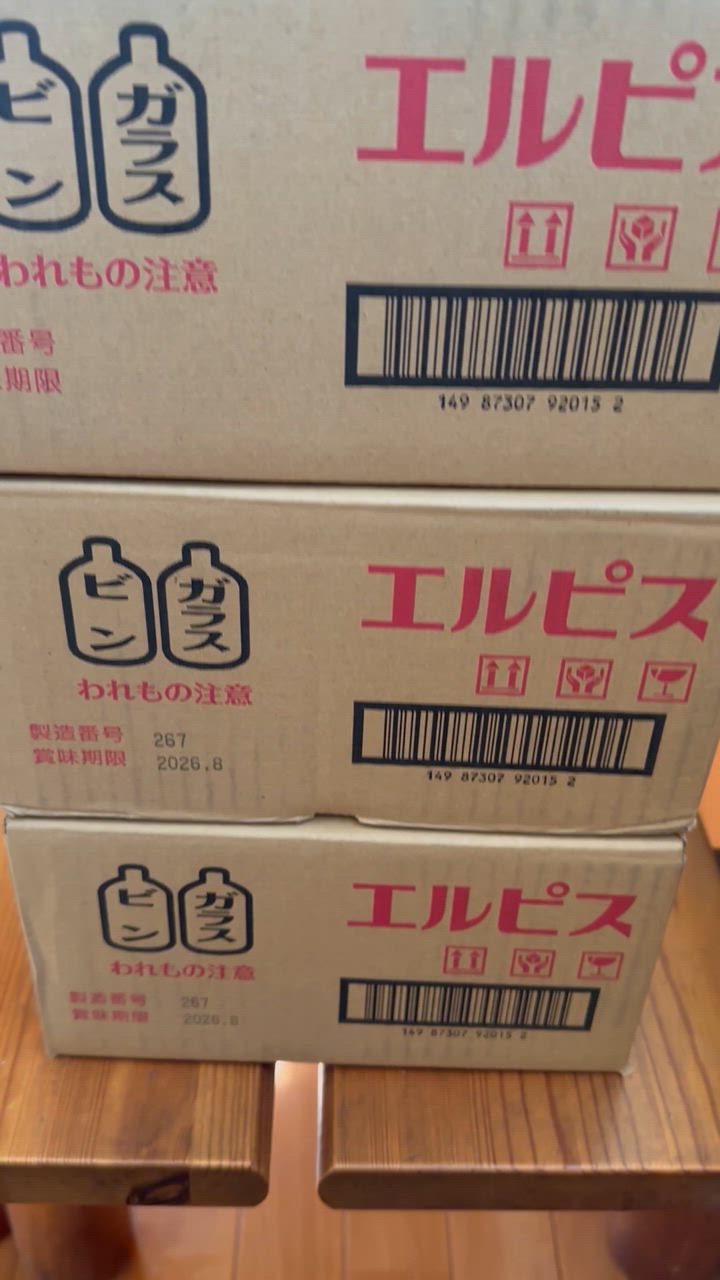 ビン ガラス
エルピ
われもの注意
番号
期限
149 87307 92015 2
ビン ガラス
エルピス
われもの注意
製造番号 267
賞味期限 2026.8
149 87307 92015 2
ビン ガラス
エルピス
われもの注意
製造番号 267
賞味期限 2026.8
149 87307 92015 2